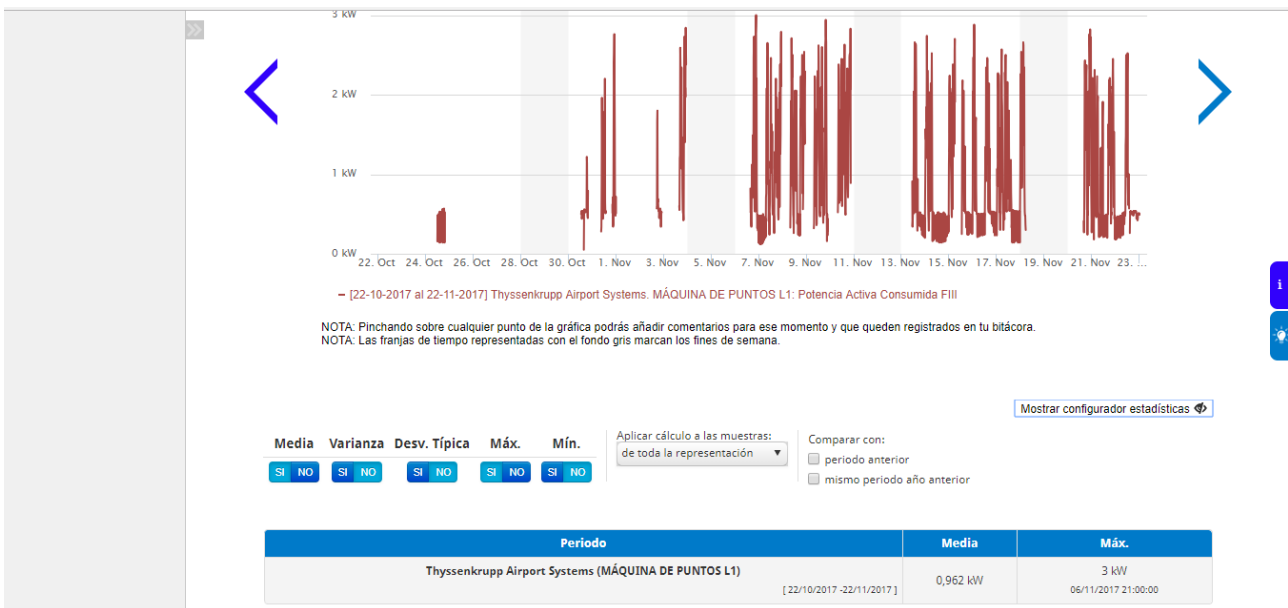 3 kW
2 kW
1 kW
0 kW
22. Oct 24. Oct 26. Oct 28. Oct 30. Oct 1. Nov 3. Nov 5. Nov 7. Nov 9. Nov 11. Nov 13. Nov 15. Nov 17. Nov 19. Nov 21. Nov 23. ...
[22-10-2017 al 22-11-2017] Thyssenkrupp Airport Systems. MÁQUINA DE PUNTOS L1: Potencia Activa Consumida FIII
NOTA: Pinchando sobre cualquier punto de la gráfica podrás añadir comentarios para ese momento y que queden registrados en tu bitácora.
NOTA: Las franjas de tiempo representadas con el fondo gris marcan los fines de semana.
i
Mostrar configurador estadísticas
Media Varianza Desv. Típica Máx. Mín.
SI NO SI NO SI NO SI NO SI NO
Aplicar cálculo a las muestras:
de toda la representación
Comparar con:
periodo anterior
mismo periodo año anterior
Periodo Media Máx.
Thyssenkrupp Airport Systems (MÁQUINA DE PUNTOS L1)
[ 22/10/2017 -22/11/2017 ]
0,962 kW
3 kW
06/11/2017 21:00:00